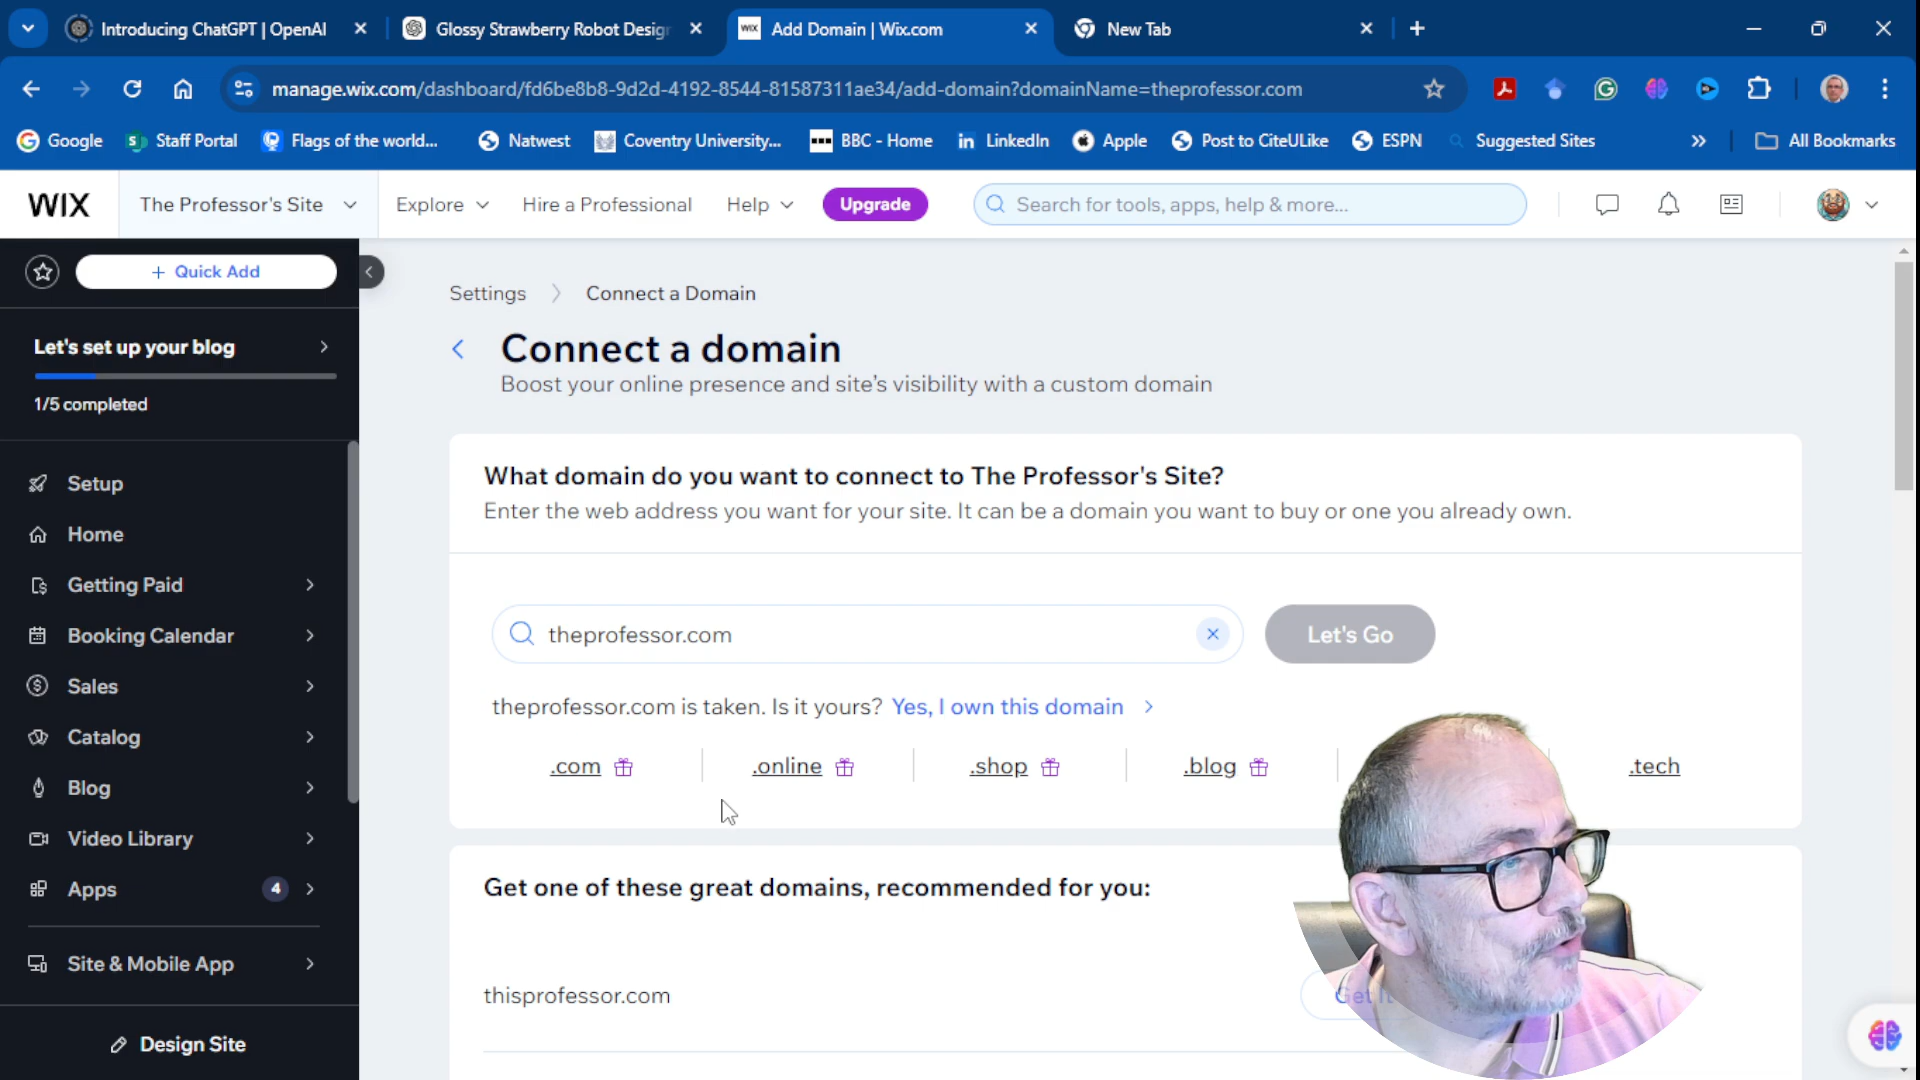 Introducing ChatGPT | OpenAI
Glossy Strawberry Robot Design
WIX Add Domain | Wix.com
New Tab
manage.wix.com/dashboard/fd6be8b8-9d2d-4192-8544-81587311ae34/add-domain?domainName=theprofessor.com
Google
Staff Portal
Flags of the world...
Natwest
Coventry University...
BBC - Home
LinkedIn
Apple
Post to CiteULike
ESPN
Suggested Sites
All Bookmarks
WIX
The Professor's Site
Explore
Hire a Professional
Help
Upgrade
Search for tools, apps, help & more...
+ Quick Add
Let's set up your blog
1/5 completed
Setup
Home
Getting Paid
Booking Calendar
Sales
Catalog
Blog
Video Library
Apps 4
Site & Mobile App
Design Site
Settings > Connect a Domain
Connect a domain
Boost your online presence and site's visibility with a custom domain
What domain do you want to connect to The Professor's Site?
Enter the web address you want for your site. It can be a domain you want to buy or one you already own.
theprofessor.com
Let's Go
theprofessor.com is taken. Is it yours? Yes, I own this domain
.com
.online
.shop
.blog
.tech
Get one of these great domains, recommended for you:
thisprofessor.com
Get It